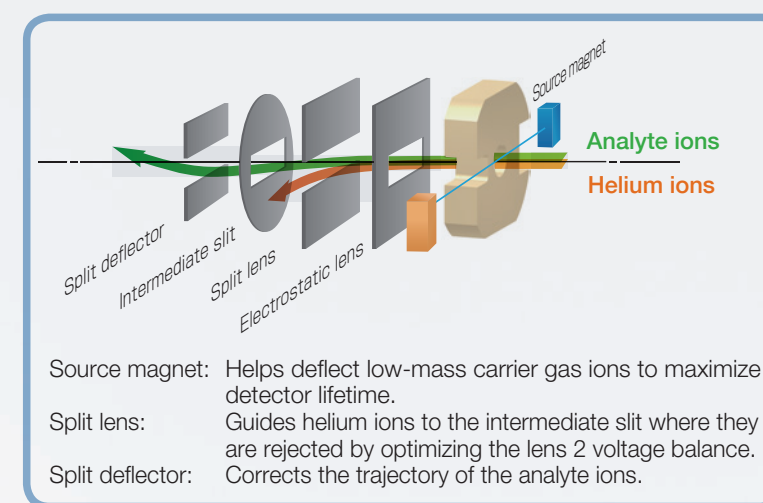 Source magnet
Analyte ions
Helium ions
Split deflector
Intermediate slit
Split lens
Electrostatic lens
Source magnet: Helps deflect low-mass carrier gas ions to maximize
detector lifetime.
Split lens: Guides helium ions to the intermediate slit where they
are rejected by optimizing the lens 2 voltage balance.
Split deflector: Corrects the trajectory of the analyte ions.